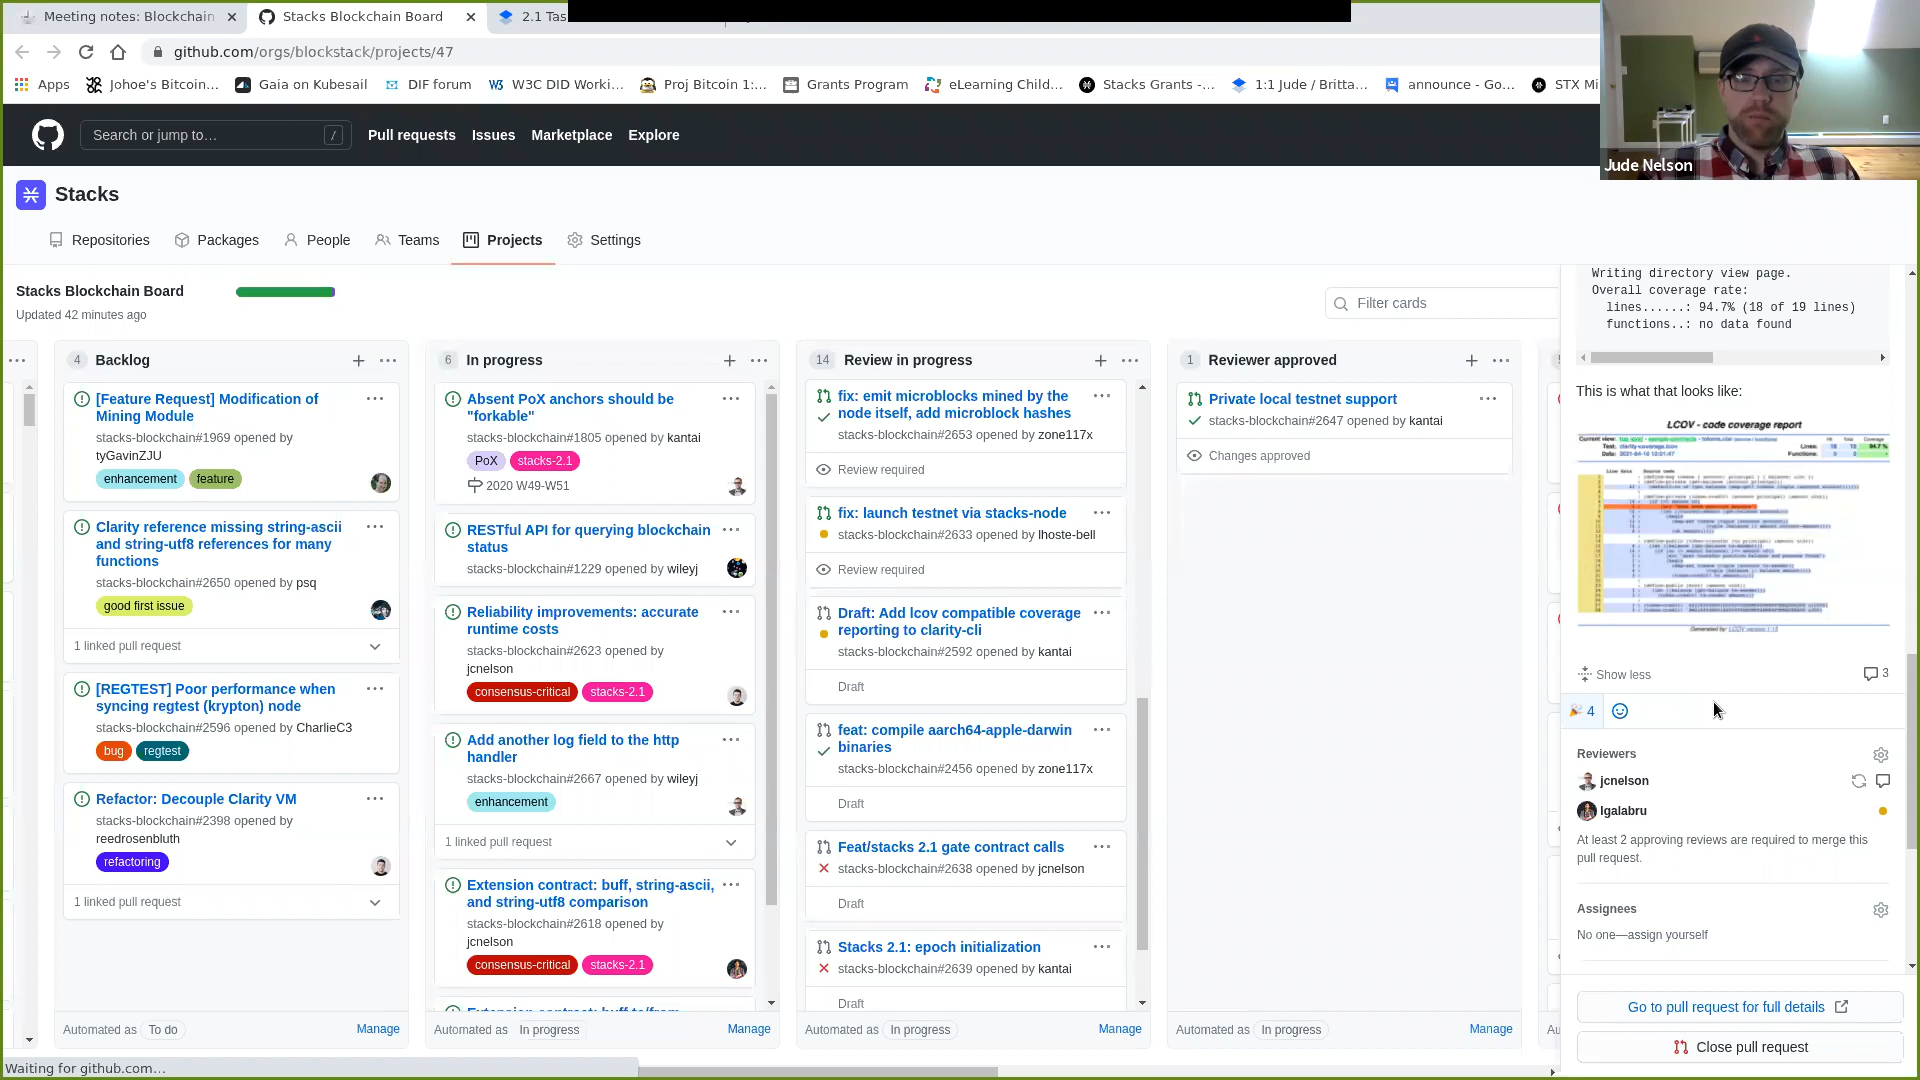 Meeting notes: Blockchain
Stacks Blockchain Board
2.1 Tas
github.com/orgs/blockstack/projects/47
Apps
Johoe's Bitcoin...
Gaia on Kubesail
DIF forum
W3C DID Worki...
Proj Bitcoin 1:...
Grants Program
eLearning Child...
Stacks Grants -...
1:1 Jude / Britta...
announce - Go...
STX Mi
Jude Nelson
Search or jump to...
/
Pull requests
Issues
Marketplace
Explore
Stacks
Repositories
Packages
People
Teams
Projects
Settings
Stacks Blockchain Board
Updated 42 minutes ago
Filter cards
4 Backlog
[Feature Request] Modification of
Mining Module
stacks-blockchain#1969 opened by
tyGavinZJU
enhancement feature
Clarity reference missing string-ascii
and string-utf8 references for many
functions
stacks-blockchain#2650 opened by psq
good first issue
1 linked pull request
[REGTEST] Poor performance when
syncing regtest (krypton) node
stacks-blockchain#2596 opened by CharlieC3
bug regtest
Refactor: Decouple Clarity VM
stacks-blockchain#2398 opened by
reedrosenbluth
refactoring
1 linked pull request
Automated as To do Manage
6 In progress
Absent PoX anchors should be
"forkable"
stacks-blockchain#1805 opened by kantai
PoX stacks-2.1
2020 W49-W51
RESTful API for querying blockchain
status
stacks-blockchain#1229 opened by wileyj
Reliability improvements: accurate
runtime costs
stacks-blockchain#2623 opened by
jcnelson
consensus-critical stacks-2.1
Add another log field to the http
handler
stacks-blockchain#2667 opened by wileyj
enhancement
1 linked pull request
Extension contract: buff, string-ascii,
and string-utf8 comparison
stacks-blockchain#2618 opened by
jcnelson
consensus-critical stacks-2.1
Automated as In progress Manage
14 Review in progress
fix: emit microblocks mined by the
node itself, add microblock hashes
stacks-blockchain#2653 opened by zone117x
Review required
fix: launch testnet via stacks-node
stacks-blockchain#2633 opened by lhoste-bell
Review required
Draft: Add lcov compatible coverage
reporting to clarity-cli
stacks-blockchain#2592 opened by kantai
Draft
feat: compile aarch64-apple-darwin
binaries
stacks-blockchain#2456 opened by zone117x
Draft
Feat/stacks 2.1 gate contract calls
stacks-blockchain#2638 opened by jcnelson
Draft
Stacks 2.1: epoch initialization
stacks-blockchain#2639 opened by kantai
Draft
Automated as In progress Manage
1 Reviewer approved
Private local testnet support
stacks-blockchain#2647 opened by kantai
Changes approved
Automated as In progress Manage
Writing directory view page.
Overall coverage rate:
lines......: 94.7% (18 of 19 lines)
functions..: no data found
This is what that looks like:
LCOV - code coverage report
Show less 3
4
Reviewers
jcnelson
lgalabru
At least 2 approving reviews are required to merge this
pull request.
Assignees
No one—assign yourself
Go to pull request for full details
Close pull request
Waiting for github.com...